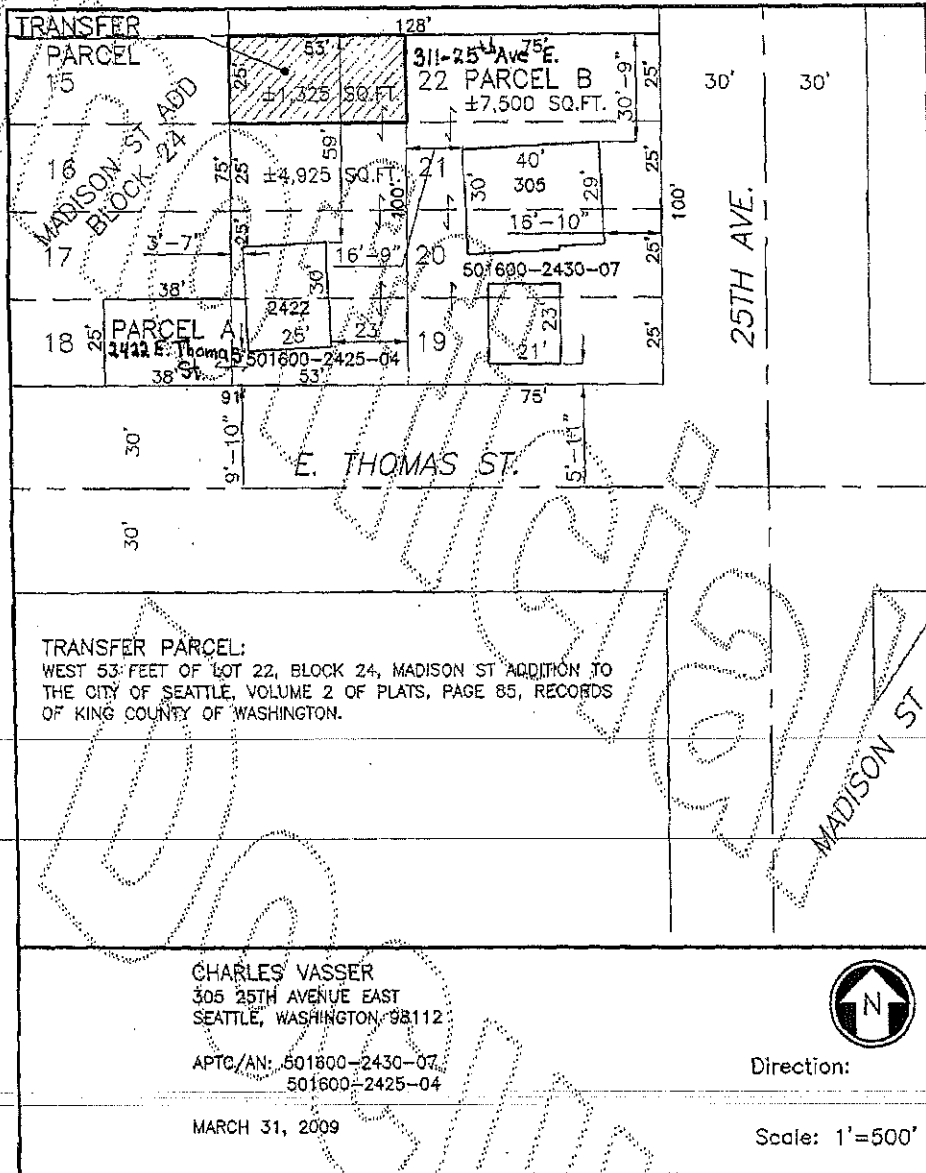 TRANSFER
PARCEL
128'
53'
25'
±1,325 SQ.FT.
311-25th Ave E.
75'
22 PARCEL B
±7,500 SQ.FT.
30'-9"
25'
30'
30'
15
MADISON ST ADD
BLOCK 24
16
75'
25'
±4,925 SQ.FT.
59'
100'
21
40'
305
30'
29'
16'-10"
25'
100'
25TH AVE.
17
3'-7"
25'
30'
16'-9"
20
501600-2430-07
25'
38'
18
25'
PARCEL A
2422 E. Thomas
St.
38'
2422
25'
23'
501600-2425-04
53'
19
23'
21'
25'
91'
75'
30'
9'-10"
E. THOMAS ST.
5'-11"
30'
TRANSFER PARCEL:
WEST 53 FEET OF LOT 22, BLOCK 24, MADISON ST ADDITION TO
THE CITY OF SEATTLE, VOLUME 2 OF PLATS, PAGE 85, RECORDS
OF KING COUNTY OF WASHINGTON.
MADISON ST
CHARLES VASSER
305 25TH AVENUE EAST
SEATTLE, WASHINGTON 98112
APTC/AN: 501600-2430-07
501600-2425-04
MARCH 31, 2009
N
Direction:
Scale: 1'=500'